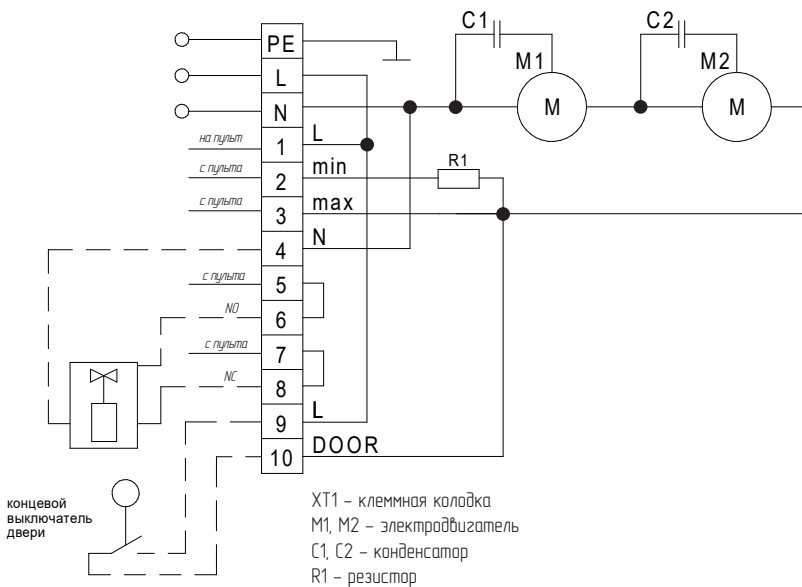 C1
C2
M1
M2
PE
L
N
M
M
на пульт
1
L
с пульта
2
min
R1
с пульта
3
max
4
N
с пульта
5
NO
6
с пульта
7
NC
8
9
L
10
DOOR
концевой
выключатель
двери
XT1 – клеммная колодка
M1, M2 – электродвигатель
C1, C2 – конденсатор
R1 – резистор